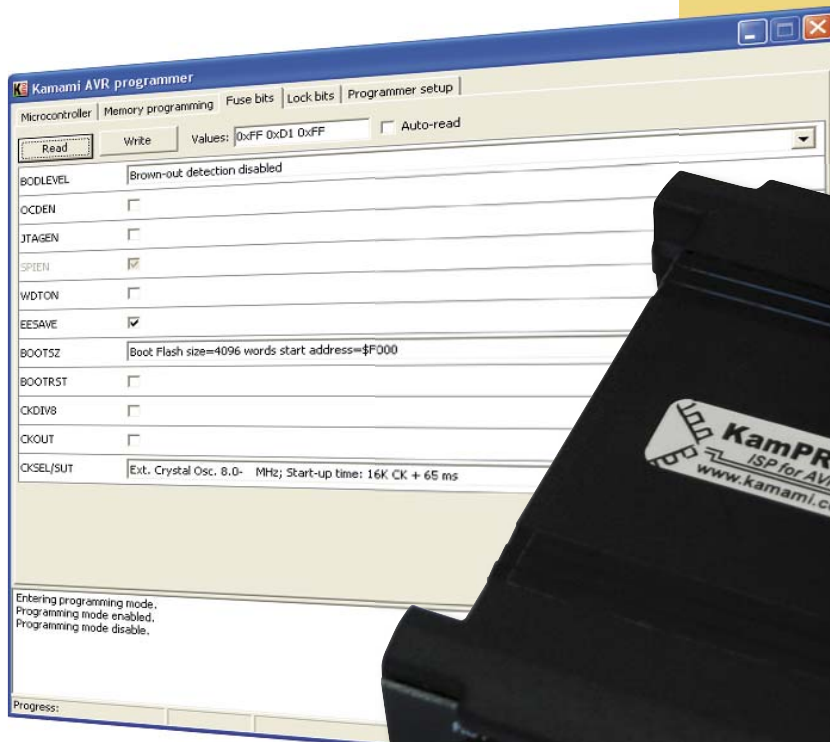 Kamami AVR programmer
Microcontroller Memory programming Fuse bits Lock bits Programmer setup
Read Write Values: 0xFF 0xD1 0xFF Auto-read
BODLEVEL Brown-out detection disabled
OCDEN
JTAGEN
SPIEN
WDTON
EESAVE
BOOTSZ Boot Flash size=4096 words start address=$F000
BOOTRST
CKDIV8
CKOUT
CKSEL/SUT Ext. Crystal Osc. 8.0- MHz; Start-up time: 16K CK + 65 ms
Entering programming mode.
Programming mode enabled.
Programming mode disable.
Progress:
KamPR
ISP for AV
www.kamami.c